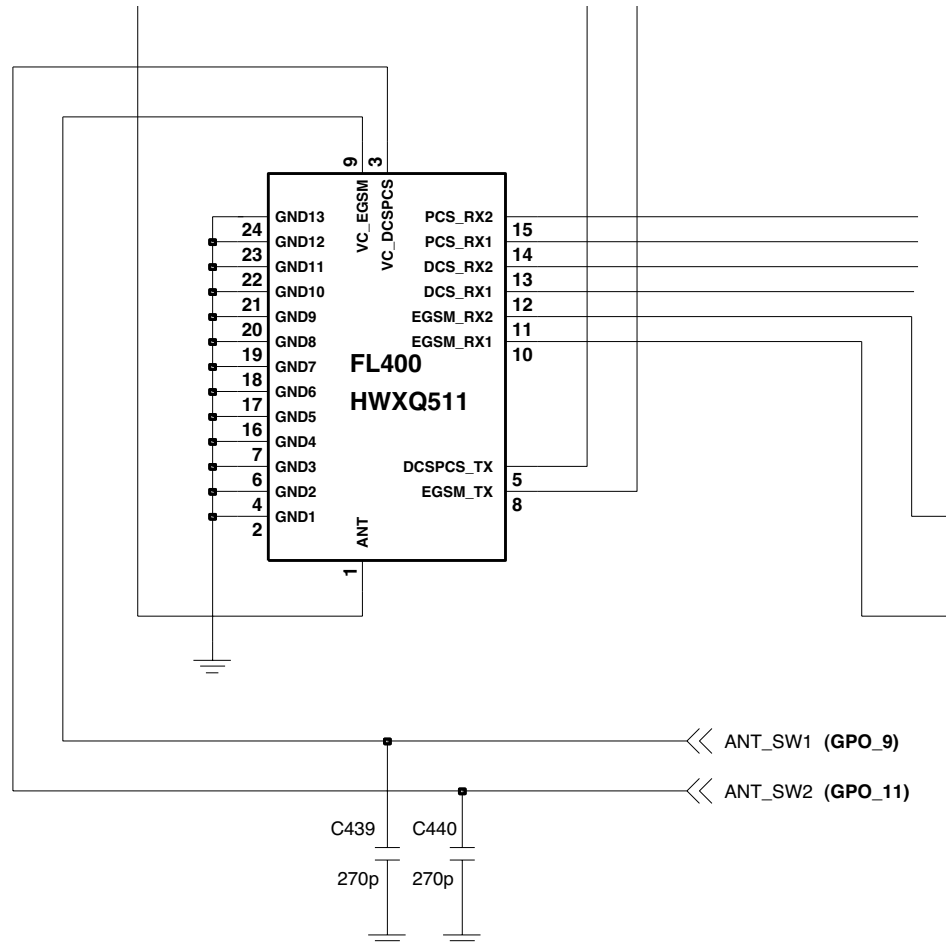 9 3
VC_EGSM
VC_DCSPCS
GND13 PCS_RX2
24 15
GND12 PCS_RX1
23 14
GND11 DCS_RX2
22 13
GND10 DCS_RX1
21 12
GND9 EGSM_RX2
20 11
GND8 EGSM_RX1
19 10
GND7 FL400
18
GND6 HWXQ511
17
GND5
16
GND4
7
GND3 DCSPCS_TX
6 5
GND2 EGSM_TX
4 8
GND1
2
ANT
1
ANT_SW1 (GPO_9)
ANT_SW2 (GPO_11)
C439 C440
270p 270p